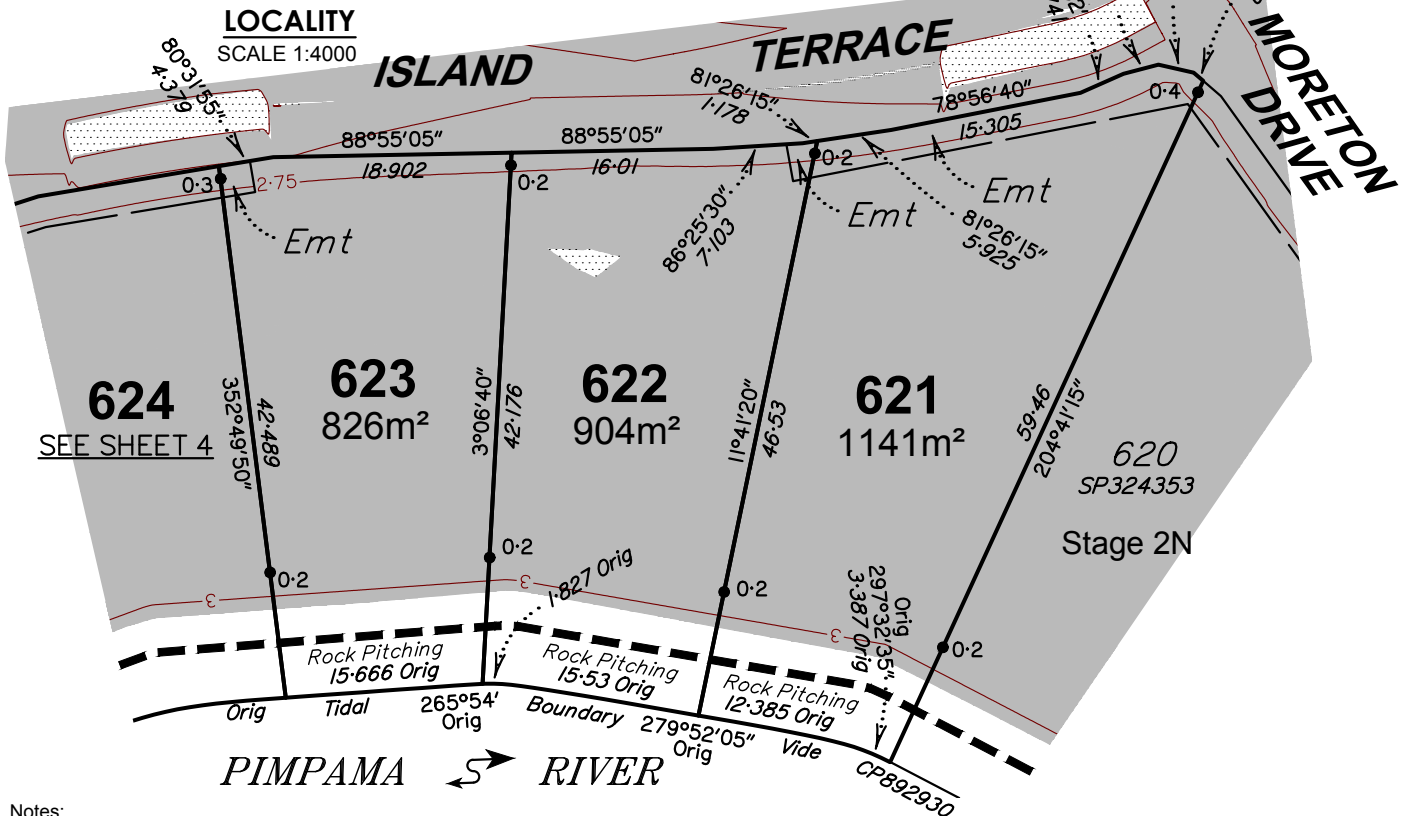 LOCALITY
SCALE 1:4000
ISLAND
TERRACE
MORETON
DRIVE
80°31'55"
4·379
81°26'15"
1·178
78°56'40"
15·305
0·4
88°55'05"
18·902
88°55'05"
16·01
0·3
2·75
0·2
0·2
Emt
Emt
Emt
86°25'30"
7·103
81°26'15"
5·925
624
SEE SHEET 4
352°49'50"
42·489
623
826m²
3°06'40"
42·176
622
904m²
11°41'20"
46·53
621
1141m²
59·46
204°41'15"
620
SP324353
Stage 2N
0·2
0·2
0·2
0·2
3
3
3
1·827 Orig
Orig
297°32'35"
3·387 Orig
Rock Pitching
15·666 Orig
Rock Pitching
15·53 Orig
Rock Pitching
12·385 Orig
Orig
Tidal
265°54'
Orig
Boundary
279°52'05"
Orig
Vide
CP892930
PIMPAMA
RIVER
Notes: